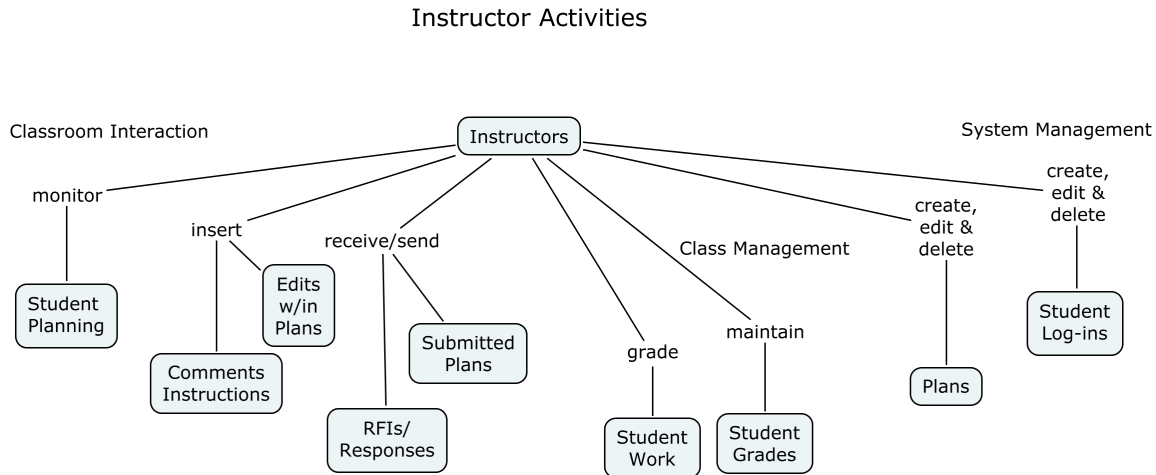 Instructor Activities
Classroom Interaction
Instructors
System Management
monitor
insert
receive/send
Class Management
create,
edit &
delete
create,
edit &
delete
Student
Planning
Edits
w/in
Plans
Comments
Instructions
Submitted
Plans
RFIs/
Responses
grade
maintain
Student
Work
Student
Grades
Plans
Student
Log-ins